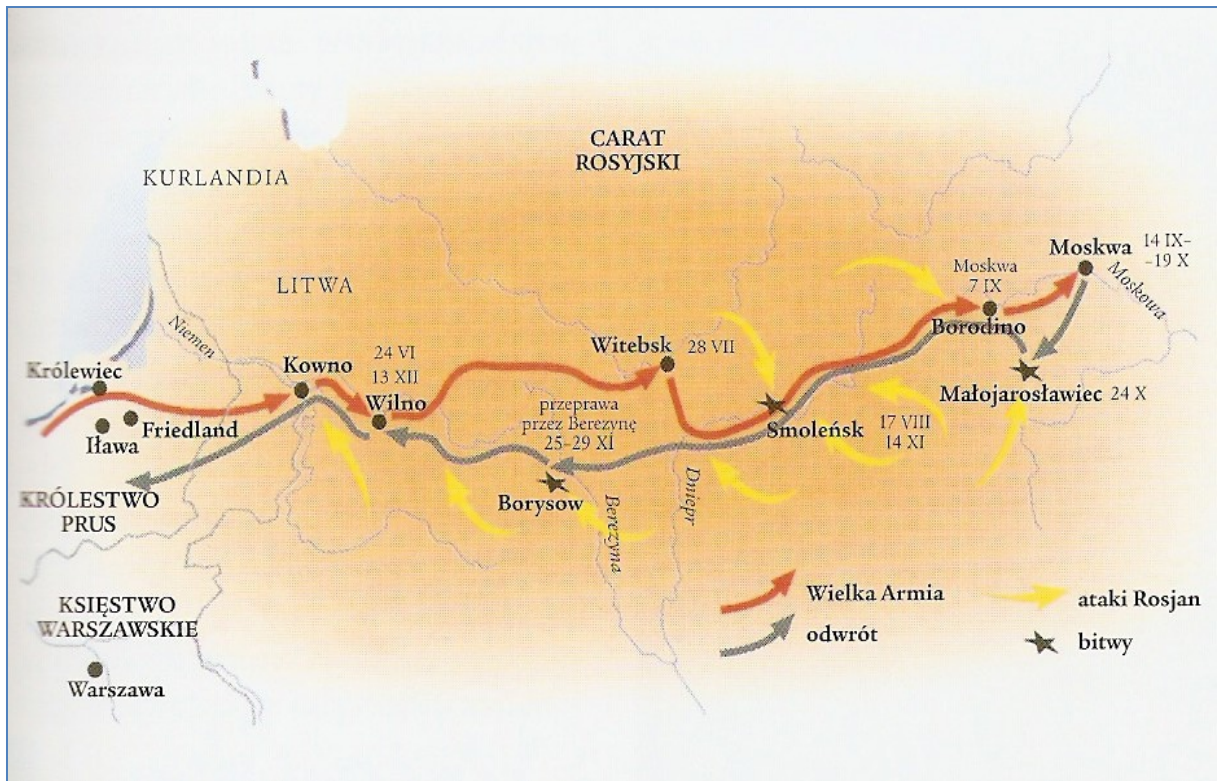 CARAT
ROSYJSKI
KURLANDIA
LITWA
Niemen
Moskwa
14 IX–
–19 X
Moskowa
Moskwa
7 IX
Borodino
Królewiec
Kowno
24 VI
13 XII
Wilno
Witebsk
28 VII
Małojarosławiec
24 X
Friedland
Iława
przeprawa
przez Berezynę
25–29 XI
Smoleńsk
17 VIII
14 XI
KRÓLESTWO
PRUS
Borysow
Berezyna
Dniepr
KSIĘSTWO
WARSZAWSKIE
Warszawa
Wielka Armia
odwrót
ataki Rosjan
bitwy